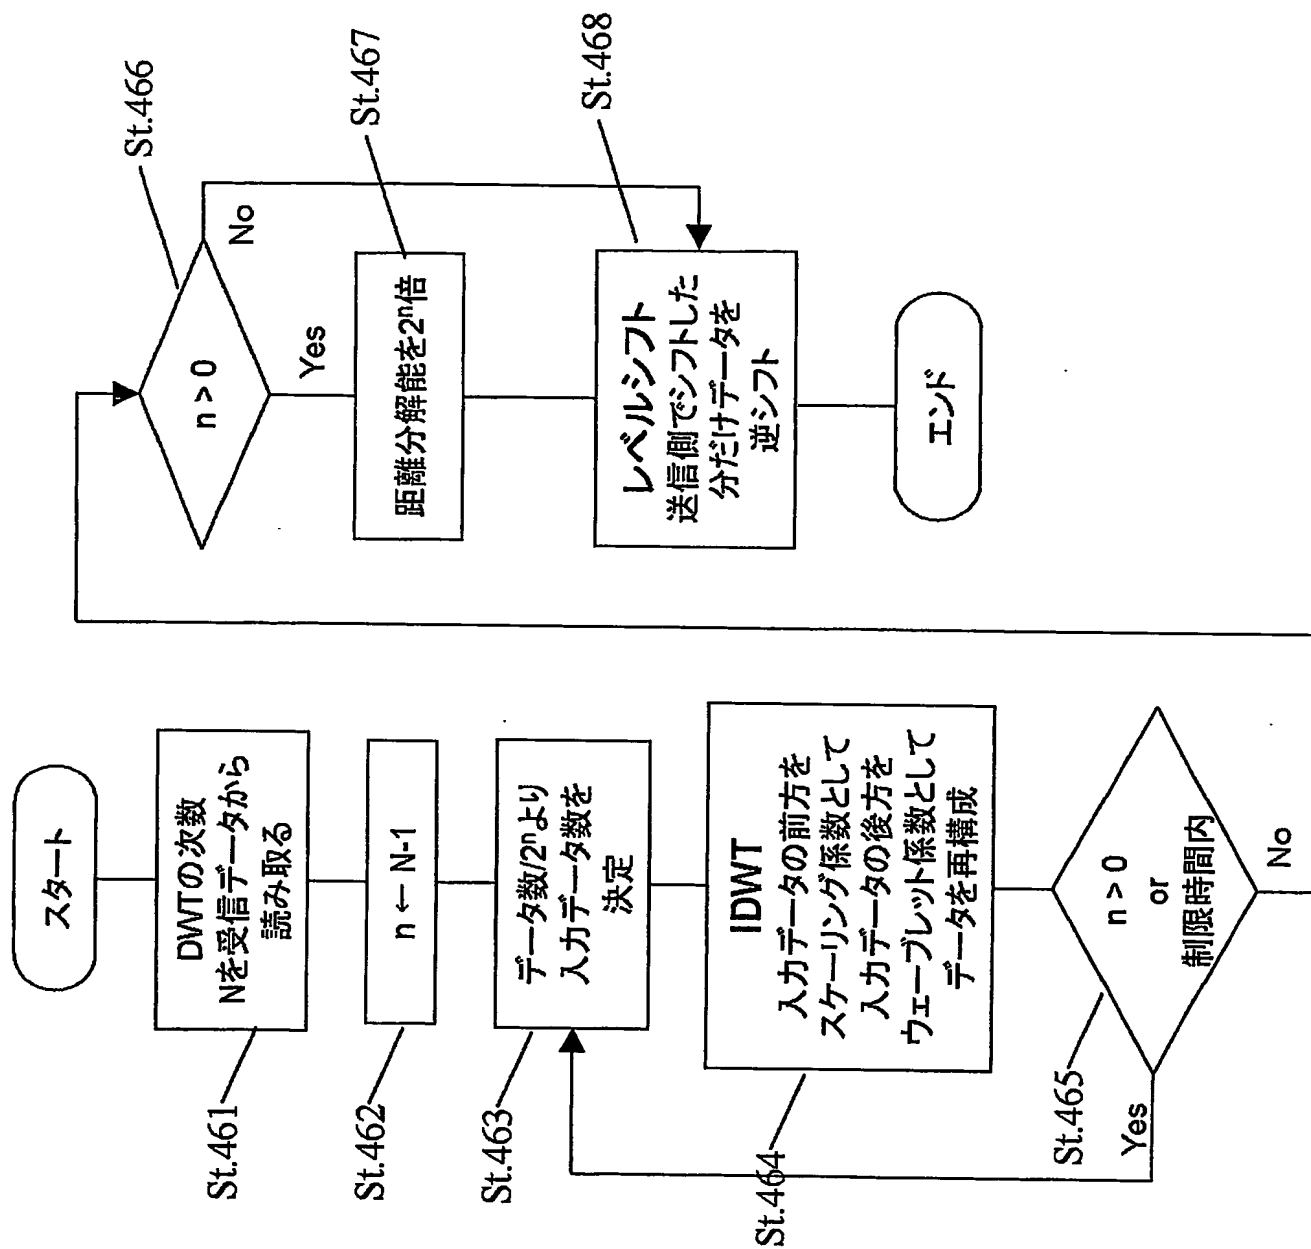 スタート
DWTの次数
Nを受信データから
読み取る
St.461
n ← N-1
St.462
データ数/2ⁿより
入力データ数を
決定
St.463
IDWT
入力データの前方を
スケーリング係数として
入力データの後方を
ウェーブレット係数として
データを再構成
St.464
n > 0
or
制限時間内
St.465
Yes
No
n > 0
St.466
Yes
No
距離分解能を2ⁿ倍
St.467
レベルシフト
送信側でシフトした
分だけデータを
逆シフト
St.468
エンド